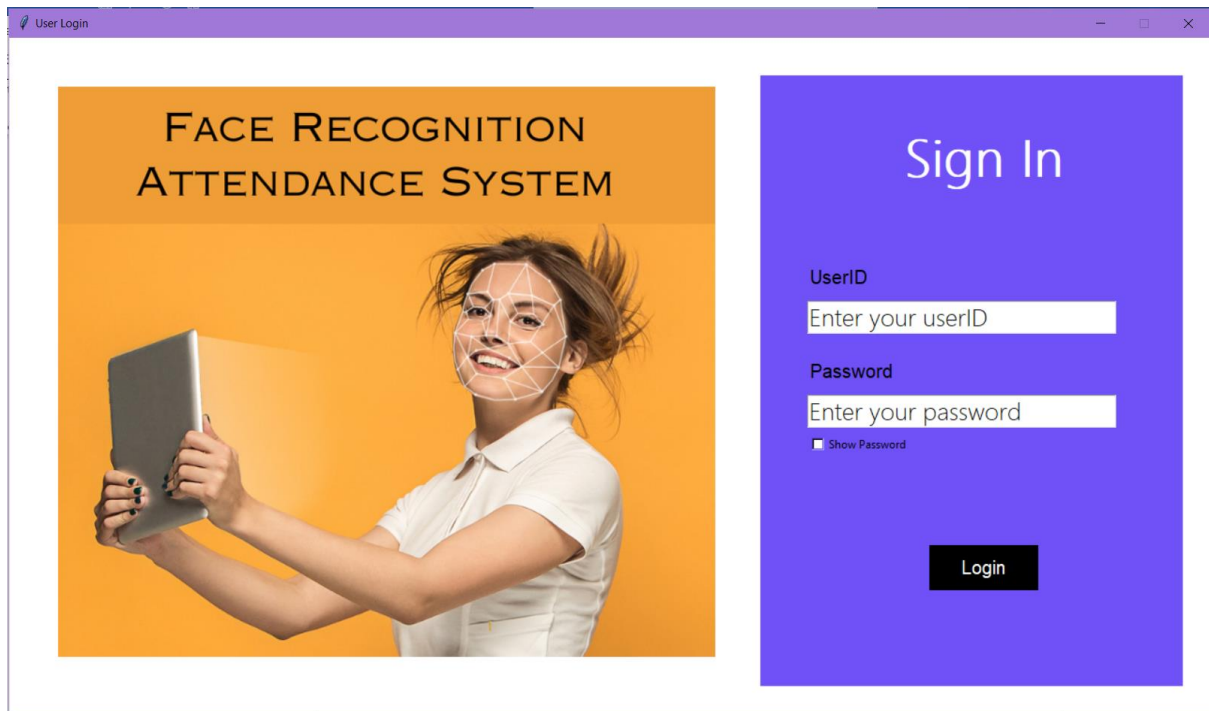 User Login
FACE RECOGNITION
ATTENDANCE SYSTEM
Sign In
UserID
Enter your userID
Password
Enter your password
Show Password
Login